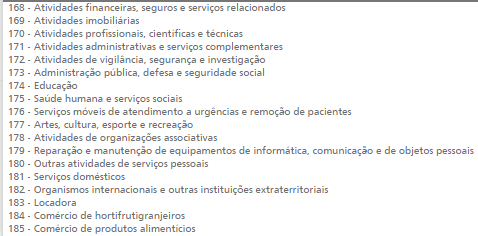 168 - Atividades financeiras, seguros e serviços relacionados
169 - Atividades imobiliárias
170 - Atividades profissionais, científicas e técnicas
171 - Atividades administrativas e serviços complementares
172 - Atividades de vigilância, segurança e investigação
173 - Administração pública, defesa e seguridade social
174 - Educação
175 - Saúde humana e serviços sociais
176 - Serviços móveis de atendimento a urgências e remoção de pacientes
177 - Artes, cultura, esporte e recreação
178 - Atividades de organizações associativas
179 - Reparação e manutenção de equipamentos de informática, comunicação e de objetos pessoais
180 - Outras atividades de serviços pessoais
181 - Serviços domésticos
182 - Organismos internacionais e outras instituições extraterritoriais
183 - Locadora
184 - Comércio de hortifrutigranjeiros
185 - Comércio de produtos alimentícios